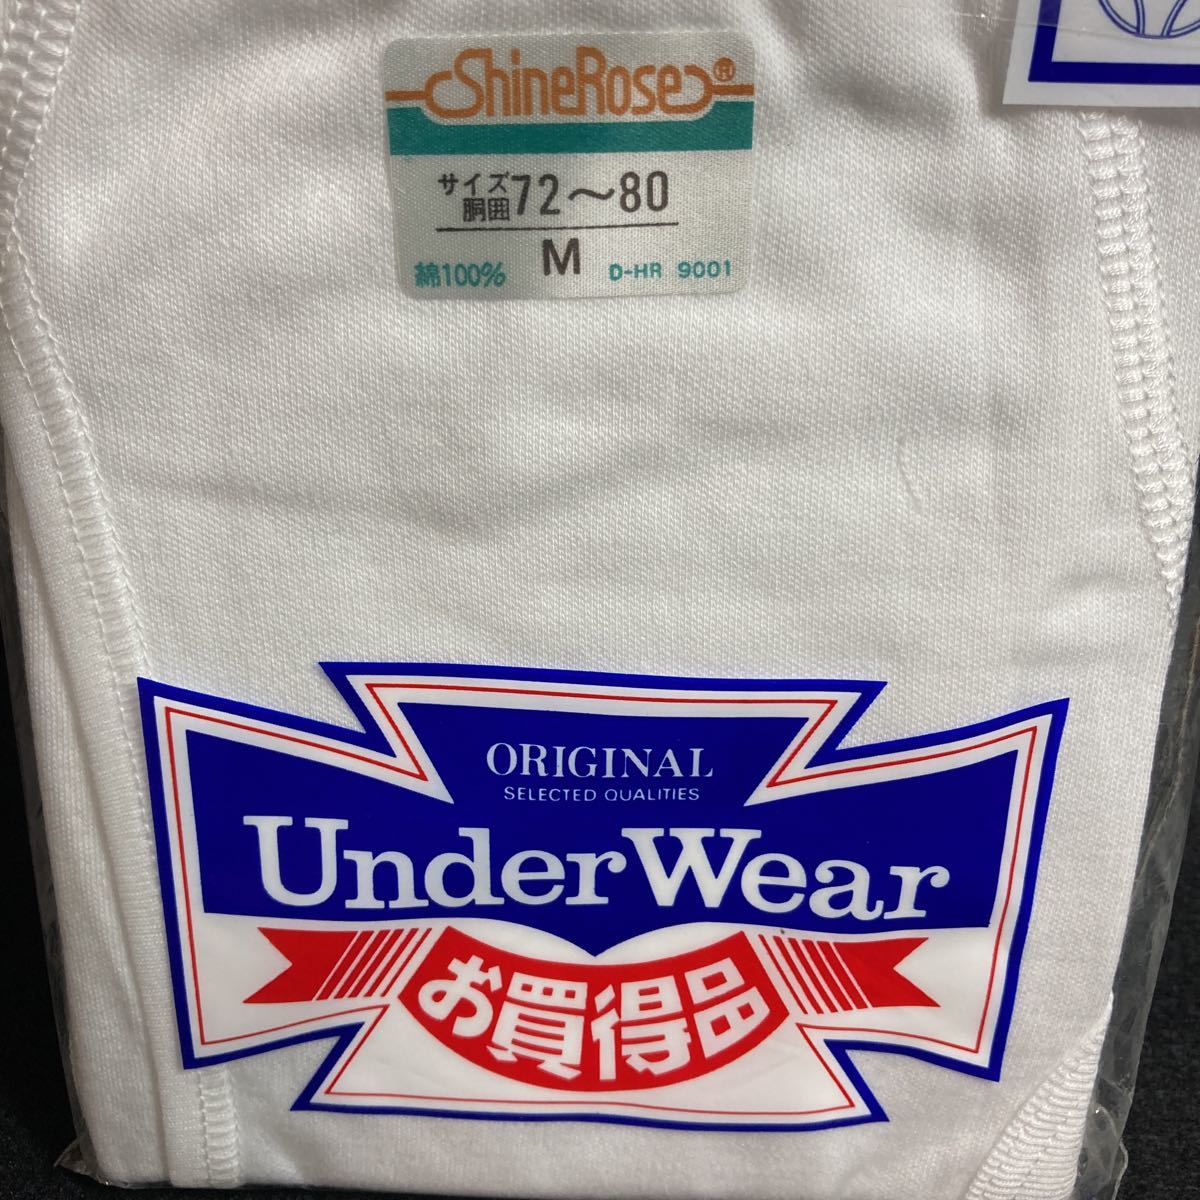 ShineRose®
サイズ
胴囲 72～80
M
綿100% D-HR 9001
ORIGINAL
SELECTED QUALITIES
UnderWear
お買得品